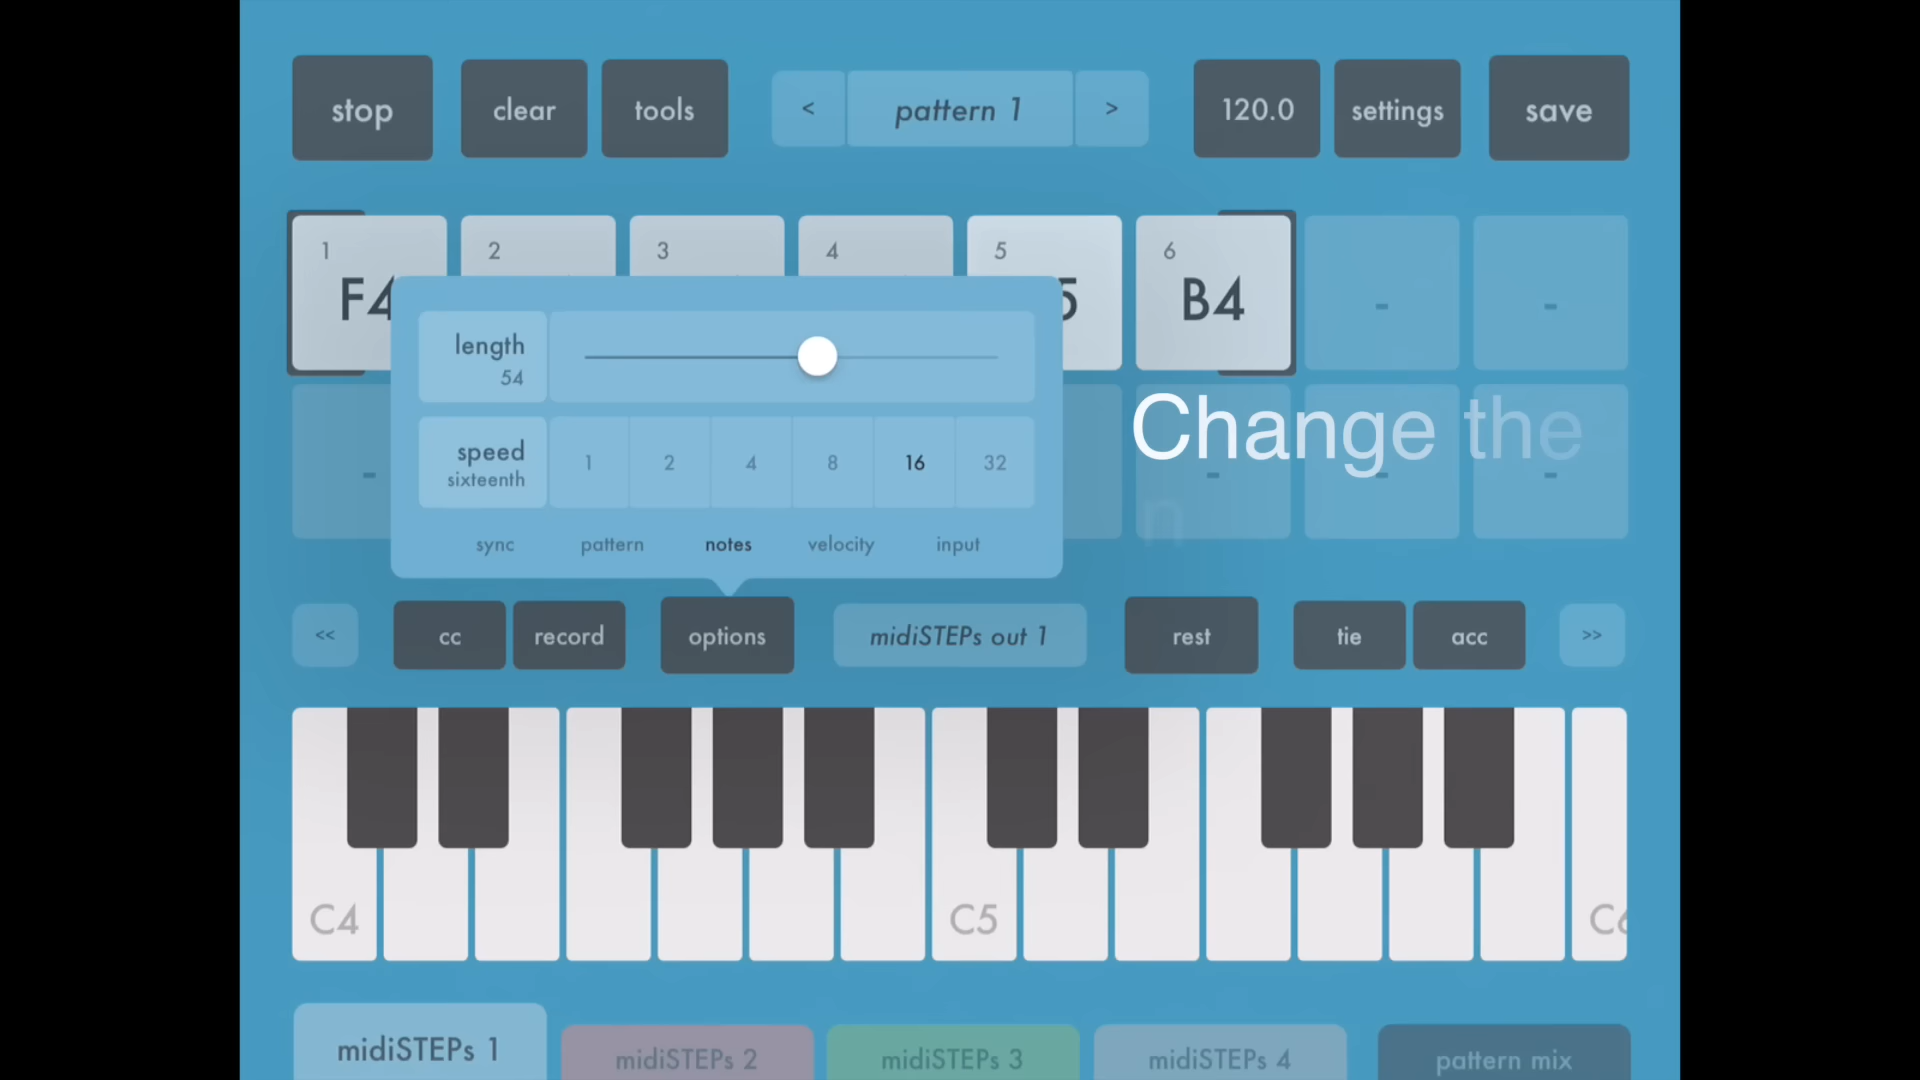 stop
clear
tools
<
pattern 1
>
120.0
settings
save
1
2
3
4
5
6
F4
5
B4
-
-
length
54
speed
sixteenth
1
2
4
8
16
32
Change the
n
-
-
-
-
sync
pattern
notes
velocity
input
<<
cc
record
options
midiSTEPs out 1
rest
tie
acc
>>
C4
C5
C6
midiSTEPs 1
midiSTEPs 2
midiSTEPs 3
midiSTEPs 4
pattern mix